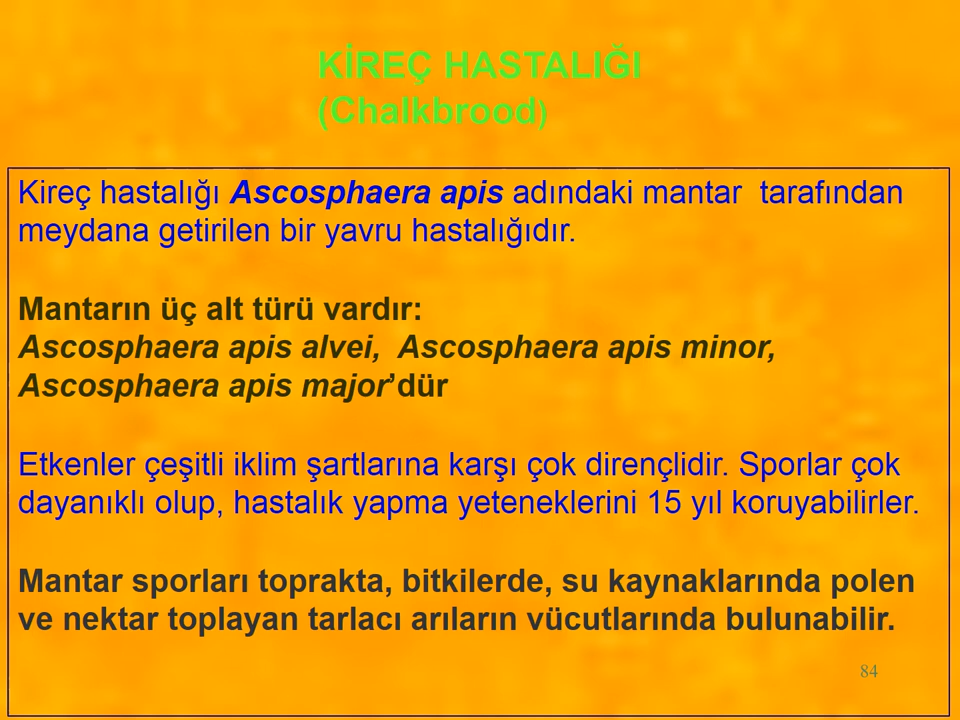 KİREÇ HASTALIĞI
(Chalkbrood)
Kireç hastalığı Ascosphaera apis adındaki mantar tarafından
meydana getirilen bir yavru hastalığıdır.
Mantarın üç alt türü vardır:
Ascosphaera apis alvei, Ascosphaera apis minor,
Ascosphaera apis major’dür
Etkenler çeşitli iklim şartlarına karşı çok dirençlidir. Sporlar çok
dayanıklı olup, hastalık yapma yeteneklerini 15 yıl koruyabilirler.
Mantar sporları toprakta, bitkilerde, su kaynaklarında polen
ve nektar toplayan tarlacı arıların vücutlarında bulunabilir.
84